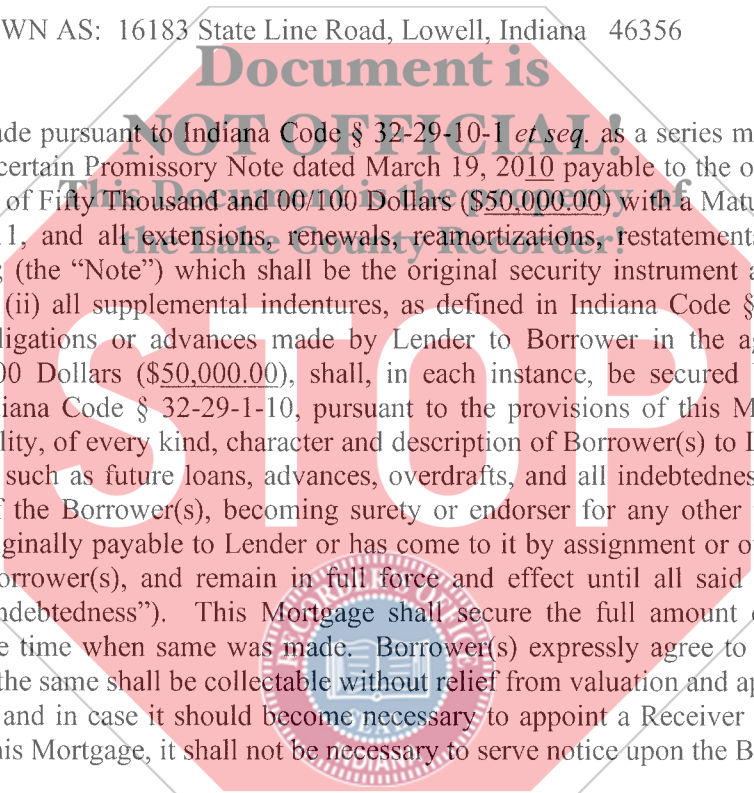 WN AS: 16183 State Line Road, Lowell, Indiana 46356
Document is
NOT OFFICIAL!
This Document is the property of
the Lake County Recorder!
STOP
de pursuant to Indiana Code § 32-29-10-1 et seq. as a series m
certain Promissory Note dated March 19, 2010 payable to the o
of Fifty Thousand and 00/100 Dollars ($50,000.00) with a Matu
1, and all extensions, renewals, reamortizations, restatement
; (the “Note”) which shall be the original security instrument a
(ii) all supplemental indentures, as defined in Indiana Code §
ligations or advances made by Lender to Borrower in the ag
00 Dollars ($50,000.00), shall, in each instance, be secured
diana Code § 32-29-1-10, pursuant to the provisions of this M
lity, of every kind, character and description of Borrower(s) to L
such as future loans, advances, overdrafts, and all indebtednes
f the Borrower(s), becoming surety or endorser for any other
iginally payable to Lender or has come to it by assignment or o
orrower(s), and remain in full force and effect until all said
ndebtedness”). This Mortgage shall secure the full amount
e time when same was made. Borrower(s) expressly agree to
the same shall be collectable without relief from valuation and ap
and in case it should become necessary to appoint a Receiver
his Mortgage, it shall not be necessary to serve notice upon the B
INDIANA